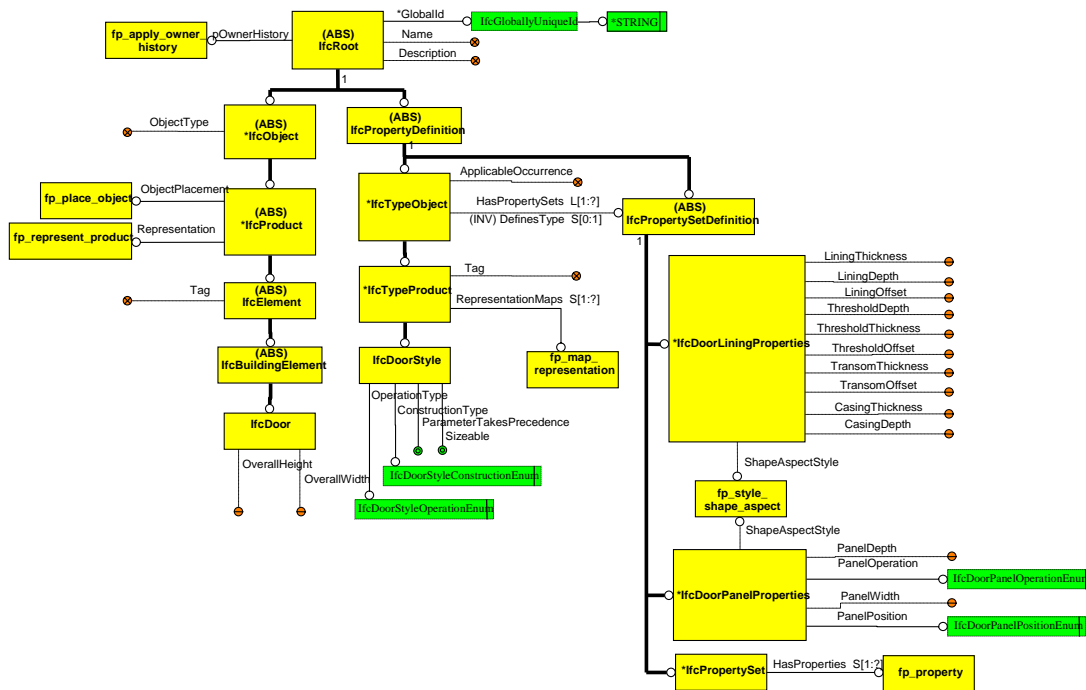 *GlobalId
IfcGloballyUniqueId
*STRING
fp_apply_owner_
history
pOwnerHistory
(ABS)
IfcRoot
Name
Description
1
ObjectType
(ABS)
*IfcObject
(ABS)
IfcPropertyDefinition
1
ObjectPlacement
fp_place_object
Representation
fp_represent_product
(ABS)
*IfcProduct
*IfcTypeObject
ApplicableOccurrence
HasPropertySets L[1:?]
(INV) DefinesType S[0:1]
(ABS)
IfcPropertySetDefinition
1
Tag
(ABS)
IfcElement
*IfcTypeProduct
Tag
RepresentationMaps S[1:?]
fp_map_
representation
(ABS)
IfcBuildingElement
IfcDoorStyle
OperationType
ConstructionType
ParameterTakesPrecedence
Sizeable
IfcDoorStyleConstructionEnum
IfcDoorStyleOperationEnum
IfcDoor
OverallHeight
OverallWidth
*IfcDoorLiningProperties
LiningThickness
LiningDepth
LiningOffset
ThresholdDepth
ThresholdThickness
ThresholdOffset
TransomThickness
TransomOffset
CasingThickness
CasingDepth
ShapeAspectStyle
fp_style_
shape_aspect
ShapeAspectStyle
*IfcDoorPanelProperties
PanelDepth
PanelOperation
IfcDoorPanelOperationEnum
PanelWidth
PanelPosition
IfcDoorPanelPositionEnum
*IfcPropertySet
HasProperties S[1:?]
fp_property